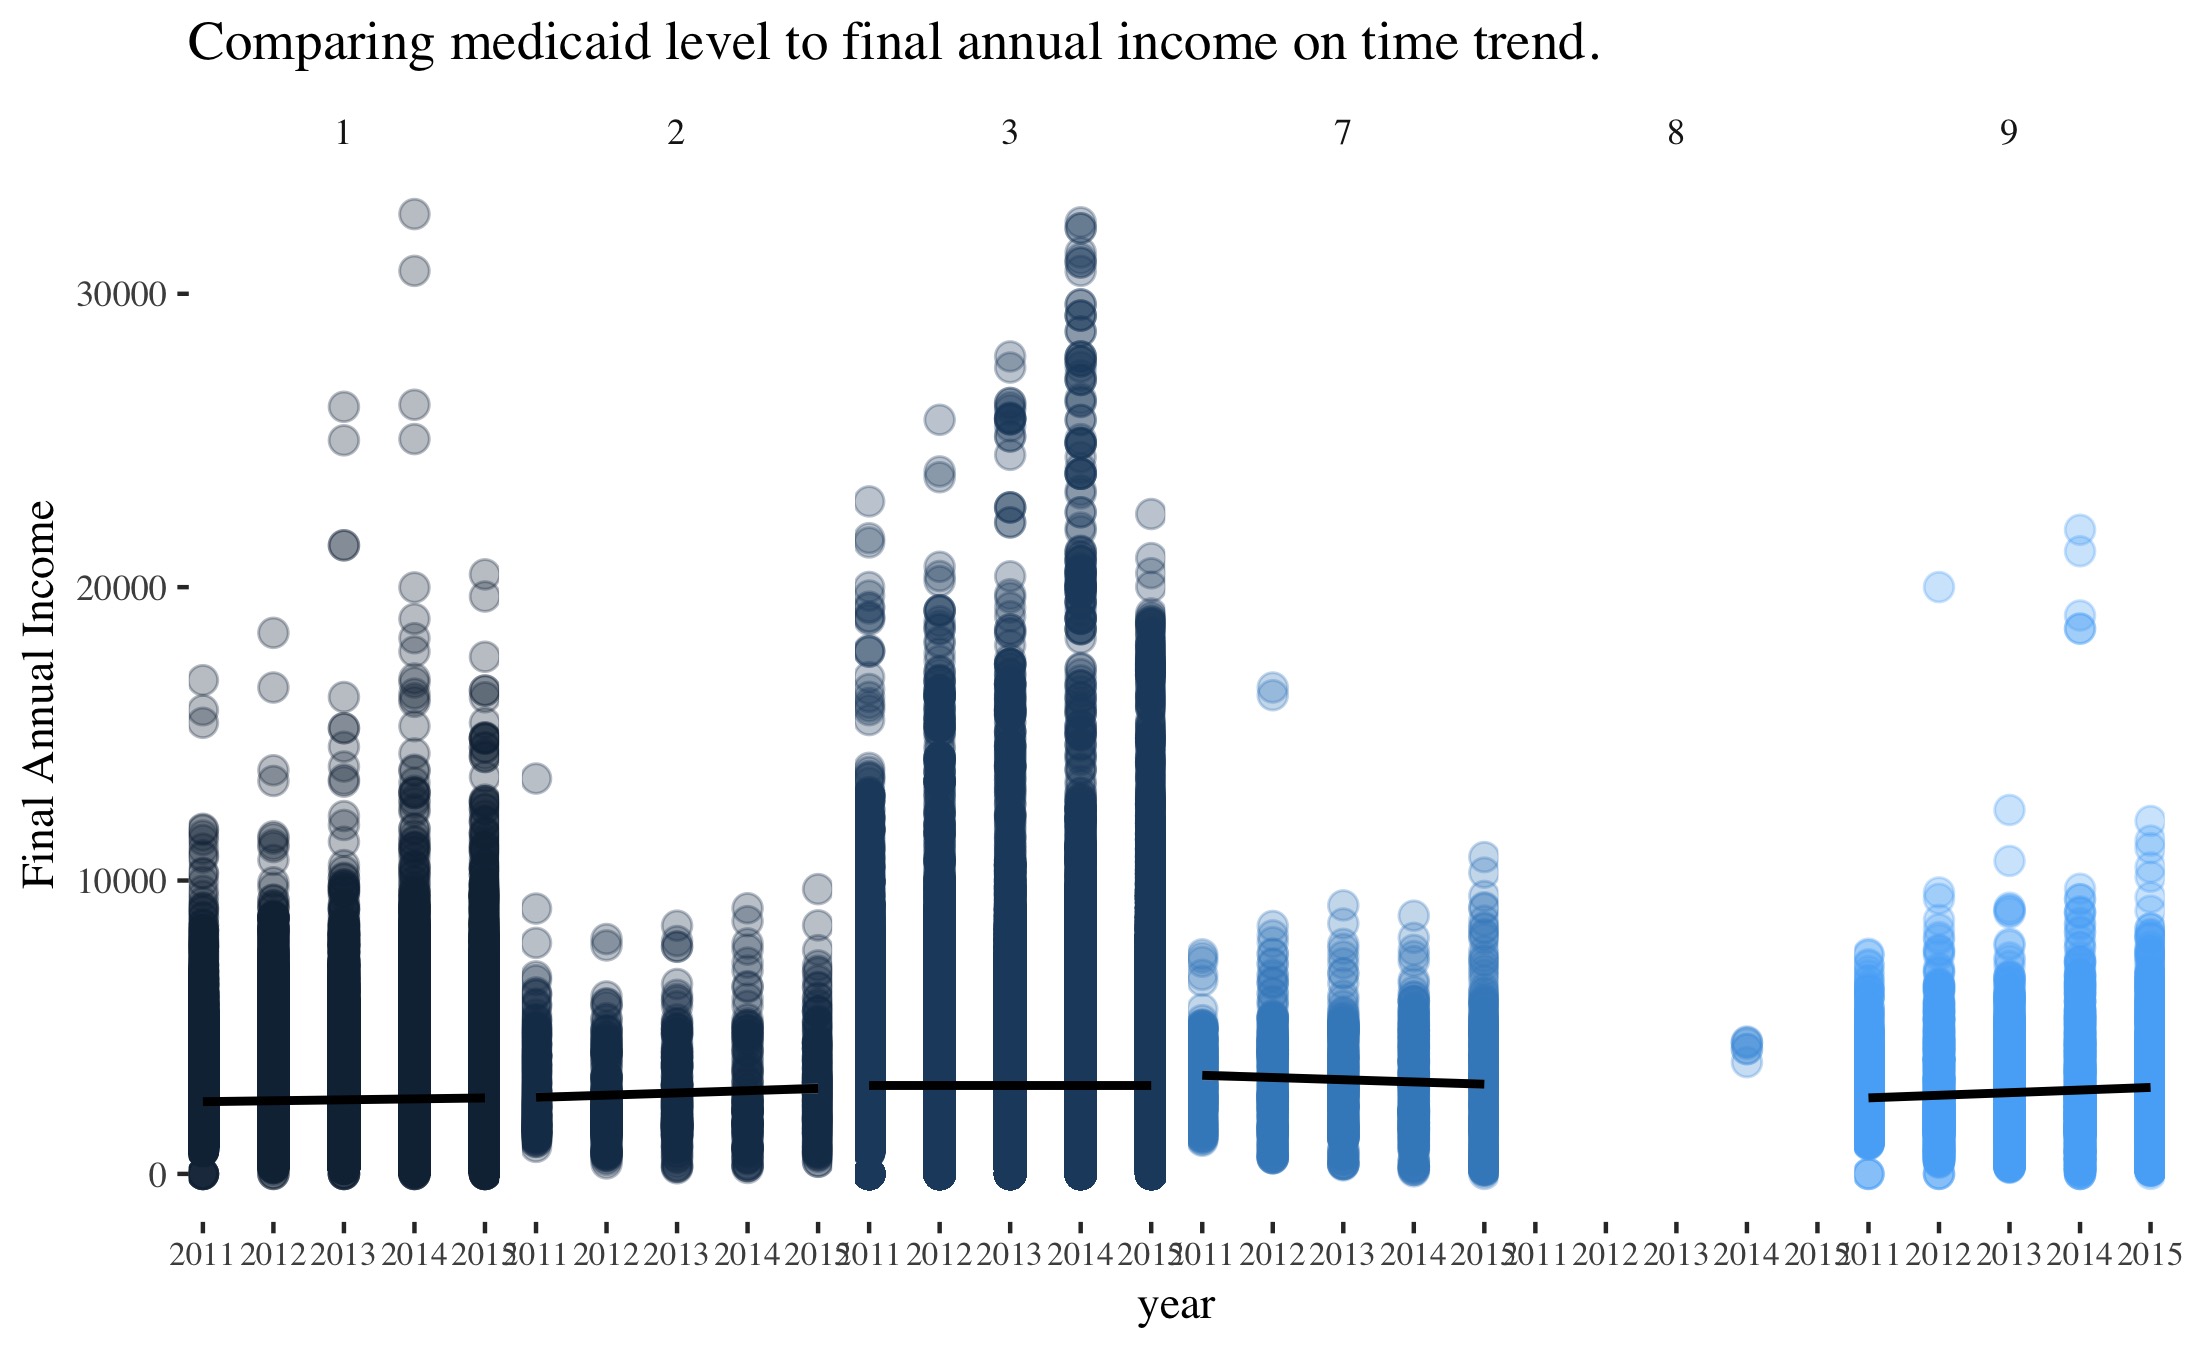 Comparing medicaid level to final annual income on time trend.
1 2 3 7 8 9
Final Annual Income
30000
20000
10000
0
2011 2012 2013 2014 2015 2011 2012 2013 2014 2015 2011 2012 2013 2014 2015 2011 2012 2013 2014 2015 2011 2012 2013 2014 2015 2011 2012 2013 2014 2015
year